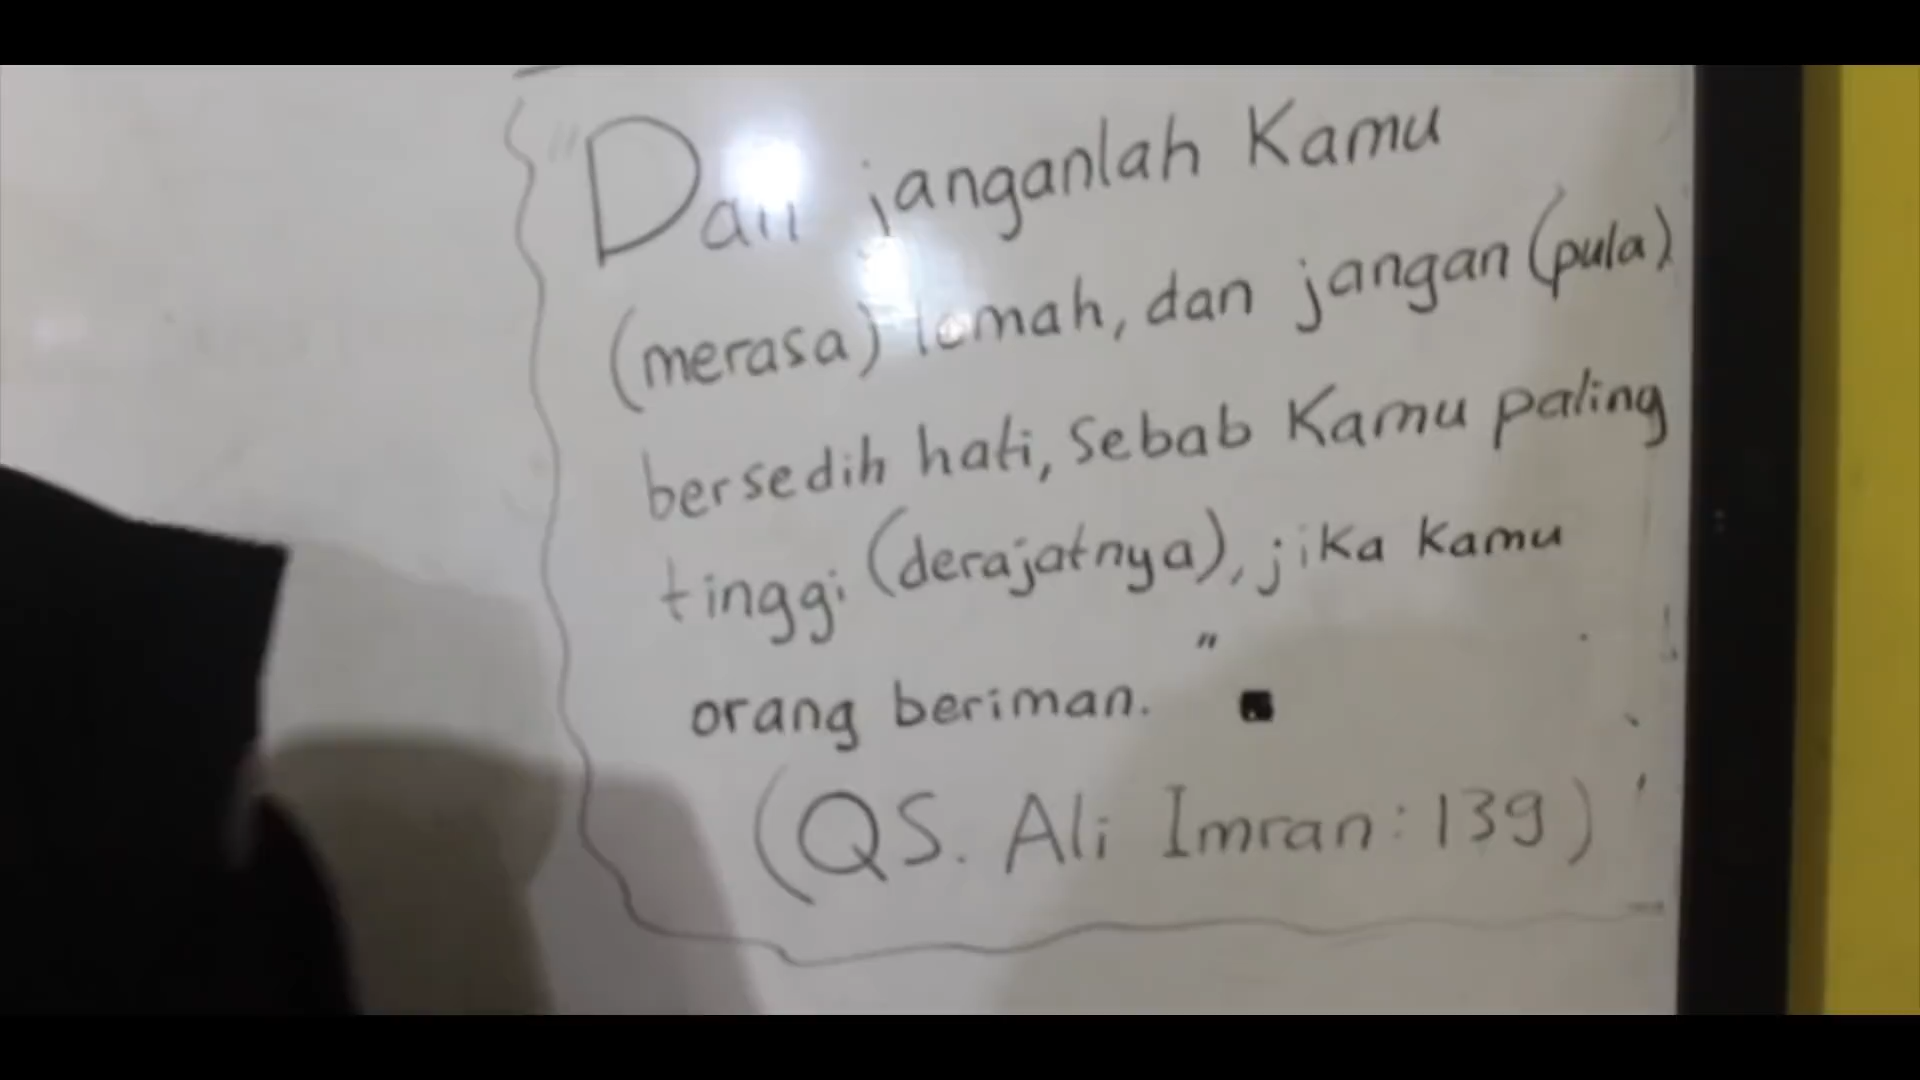 "Dan janganlah Kamu
(merasa) lemah, dan jangan (pula)
bersedih hati, Sebab Kamu paling
tinggi (derajatnya), jika kamu
orang beriman."
(QS. Ali Imran: 139)